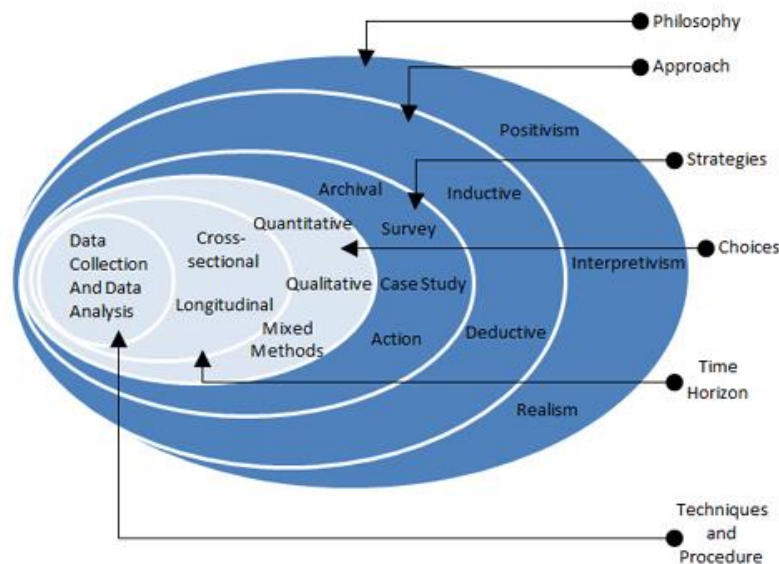 Philosophy
Approach
Positivism
Strategies
Archival
Inductive
Quantitative
Survey
Data
Collection
And Data
Analysis
Cross-
sectional
Choices
Interpretivism
Qualitative
Case Study
Longitudinal
Mixed
Methods
Action
Deductive
Time
Horizon
Realism
Techniques
and
Procedure